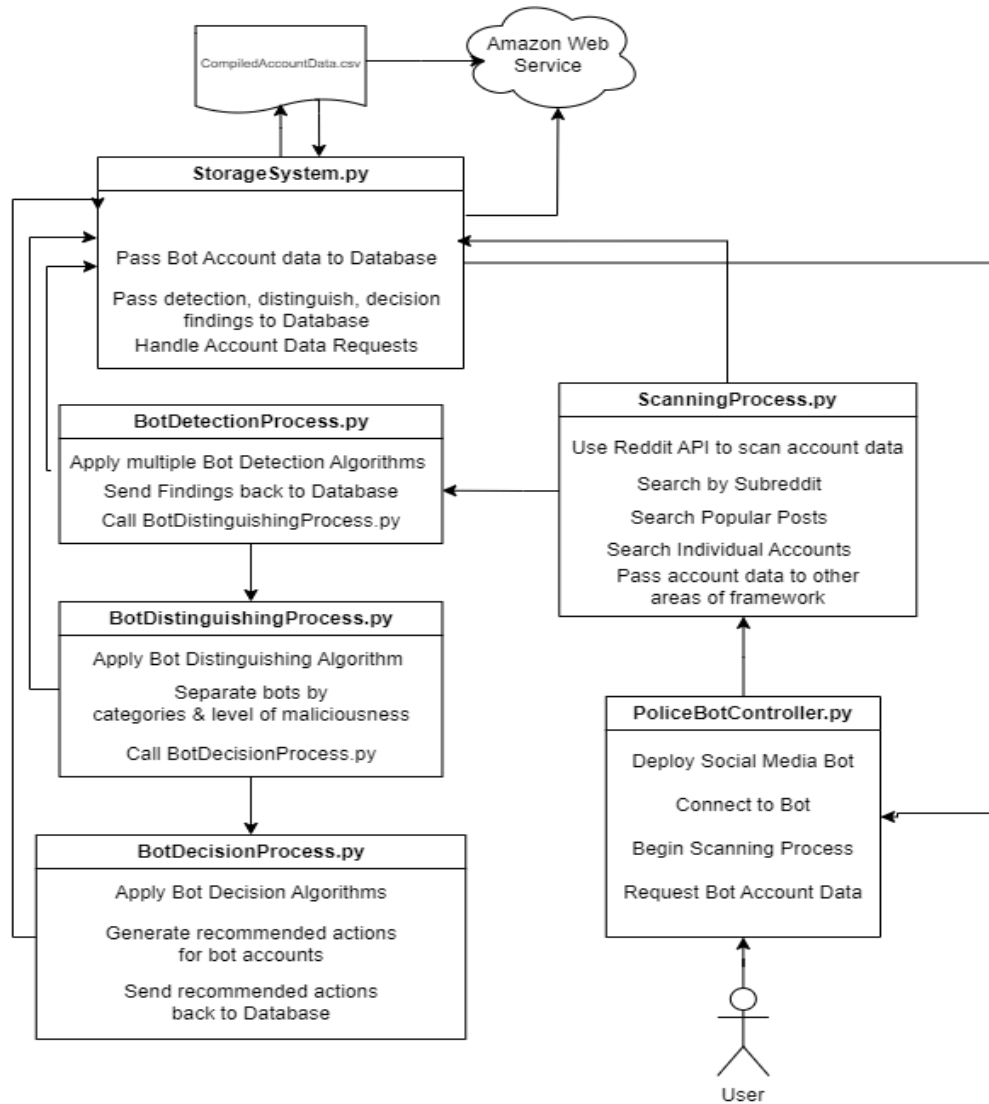 CompiledAccountData.csv
Amazon Web
Service
StorageSystem.py
Pass Bot Account data to Database
Pass detection, distinguish, decision
findings to Database
Handle Account Data Requests
BotDetectionProcess.py
Apply multiple Bot Detection Algorithms
Send Findings back to Database
Call BotDistinguishingProcess.py
BotDistinguishingProcess.py
Apply Bot Distinguishing Algorithm
Separate bots by
categories & level of maliciousness
Call BotDecisionProcess.py
BotDecisionProcess.py
Apply Bot Decision Algorithms
Generate recommended actions
for bot accounts
Send recommended actions
back to Database
ScanningProcess.py
Use Reddit API to scan account data
Search by Subreddit
Search Popular Posts
Search Individual Accounts
Pass account data to other
areas of framework
PoliceBotController.py
Deploy Social Media Bot
Connect to Bot
Begin Scanning Process
Request Bot Account Data
User